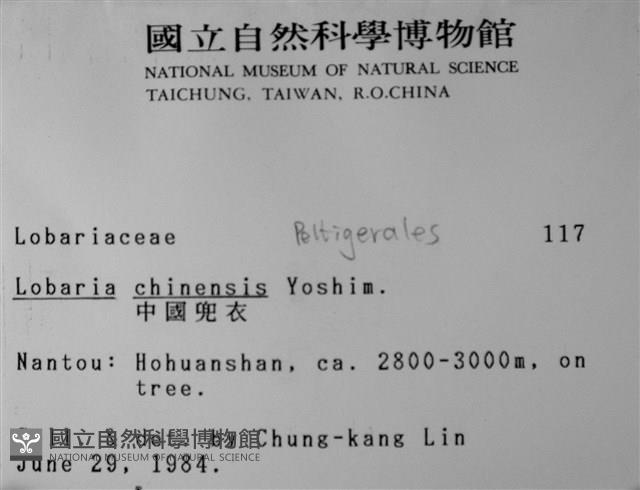 國立自然科學博物館
NATIONAL MUSEUM OF NATURAL SCIENCE
TAICHUNG, TAIWAN, R.O.CHINA
Lobariaceae Peltigerales 117
Lobaria chinensis Yoshim.
中國兜衣
Nantou: Hohuanshan, ca. 2800-3000m, on
tree.
& det. by Chung-kang Lin
國立自然科學博物館
NATIONAL MUSEUM OF NATURAL SCIENCE
June 29, 1984.